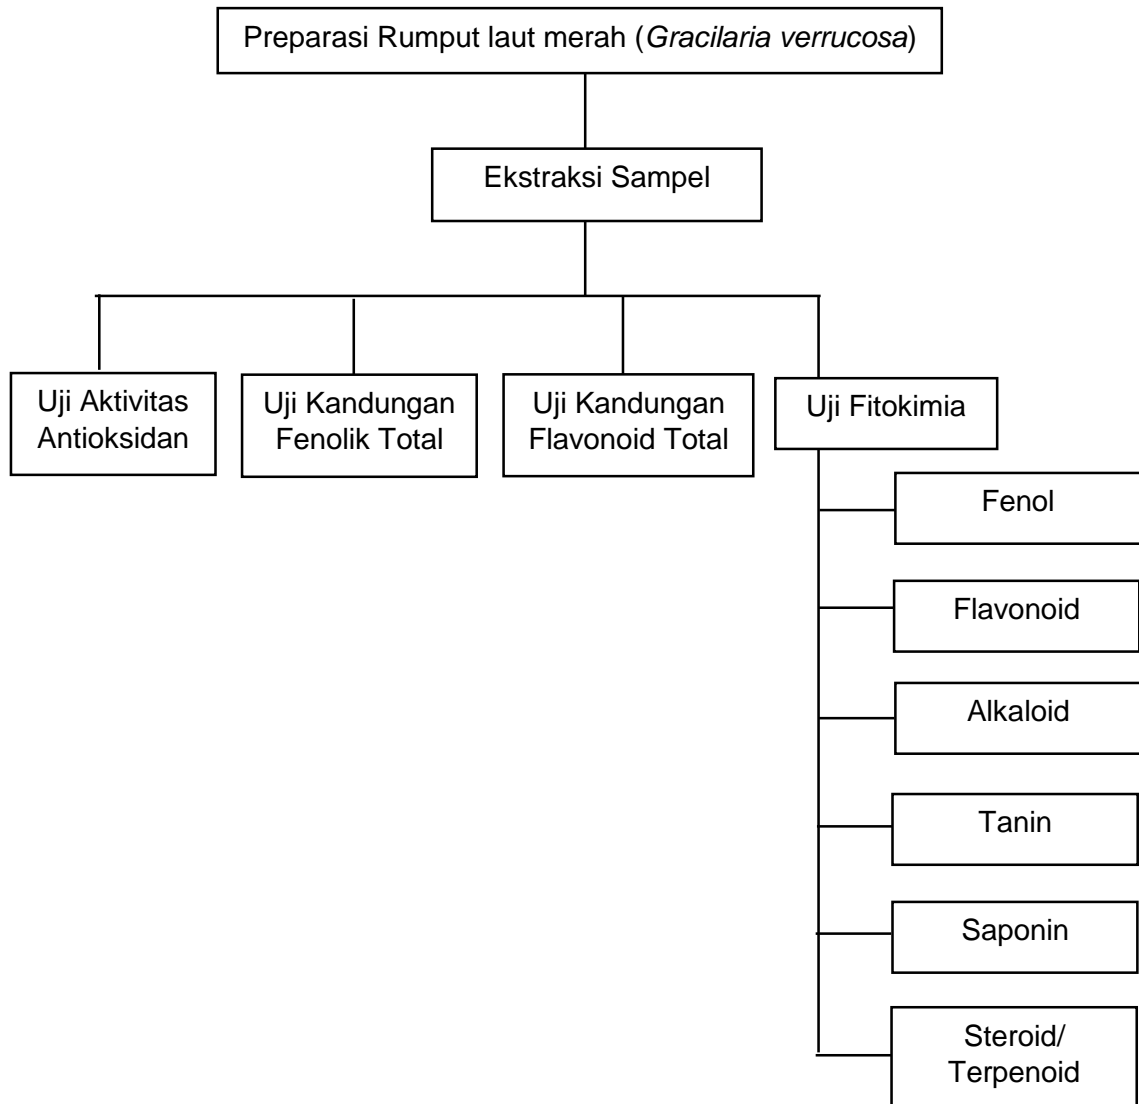 Preparasi Rumput laut merah (Gracilaria verrucosa)
Ekstraksi Sampel
Uji Aktivitas
Antioksidan
Uji Kandungan
Fenolik Total
Uji Kandungan
Flavonoid Total
Uji Fitokimia
Fenol
Flavonoid
Alkaloid
Tanin
Saponin
Steroid/
Terpenoid